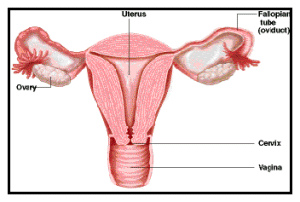 Uterus
Fallopian
tube
(oviduct)
Ovary
Cervix
Vagina